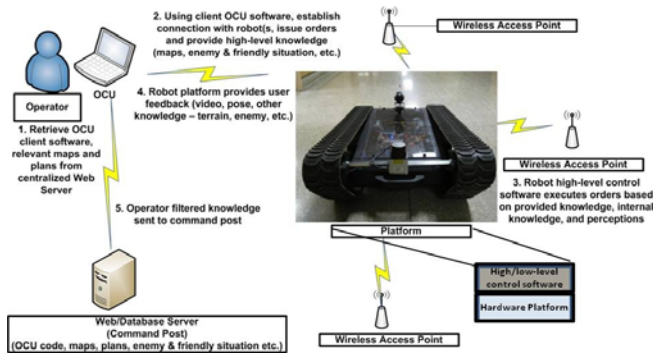 2. Using client OCU software, establish
connection with robot(s, issue orders
and provide high-level knowledge
(maps, enemy & friendly situation, etc.)
Wireless Access Point
Operator
OCU
4. Robot platform provides user
feedback (video, pose, other
knowledge – terrain, enemy, etc.)
1. Retrieve OCU
client software,
relevant maps and
plans from
centralized Web
Server
Wireless Access Point
3. Robot high-level control
software executes orders based
on provided knowledge, internal
knowledge, and perceptions
5. Operator filtered knowledge
sent to command post
Platform
High/low-level
control software
Hardware Platform
Web/Database Server
(Command Post)
(OCU code, maps, plans, enemy & friendly situation etc.)
Wireless Access Point